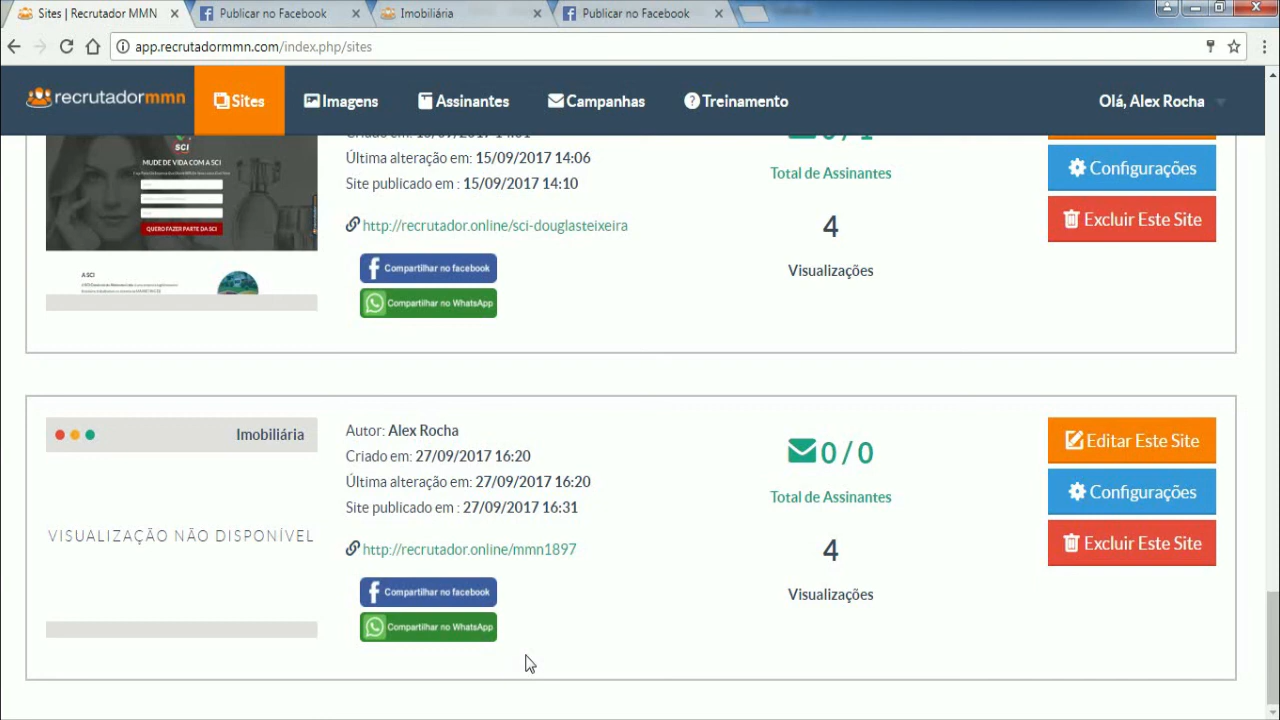 Sites | Recrutador MMN
Publicar no Facebook
Imobiliária
Publicar no Facebook
app.recrutadormmn.com/index.php/sites
recrutadormmn
Sites
Imagens
Assinantes
Campanhas
Treinamento
Olá, Alex Rocha
SCI
MUDE DE VIDA COM A SCI
QUERO FAZER PARTE DA SCI
A SCI
Última alteração em: 15/09/2017 14:06
Site publicado em : 15/09/2017 14:10
http://recrutador.online/sci-douglasteixeira
Compartilhar no facebook
Compartilhar no WhatsApp
Total de Assinantes
4
Visualizações
Configurações
Excluir Este Site
Imobiliária
VISUALIZAÇÃO NÃO DISPONÍVEL
Autor: Alex Rocha
Criado em: 27/09/2017 16:20
Última alteração em: 27/09/2017 16:20
Site publicado em : 27/09/2017 16:31
http://recrutador.online/mmn1897
Compartilhar no facebook
Compartilhar no WhatsApp
0 / 0
Total de Assinantes
4
Visualizações
Editar Este Site
Configurações
Excluir Este Site